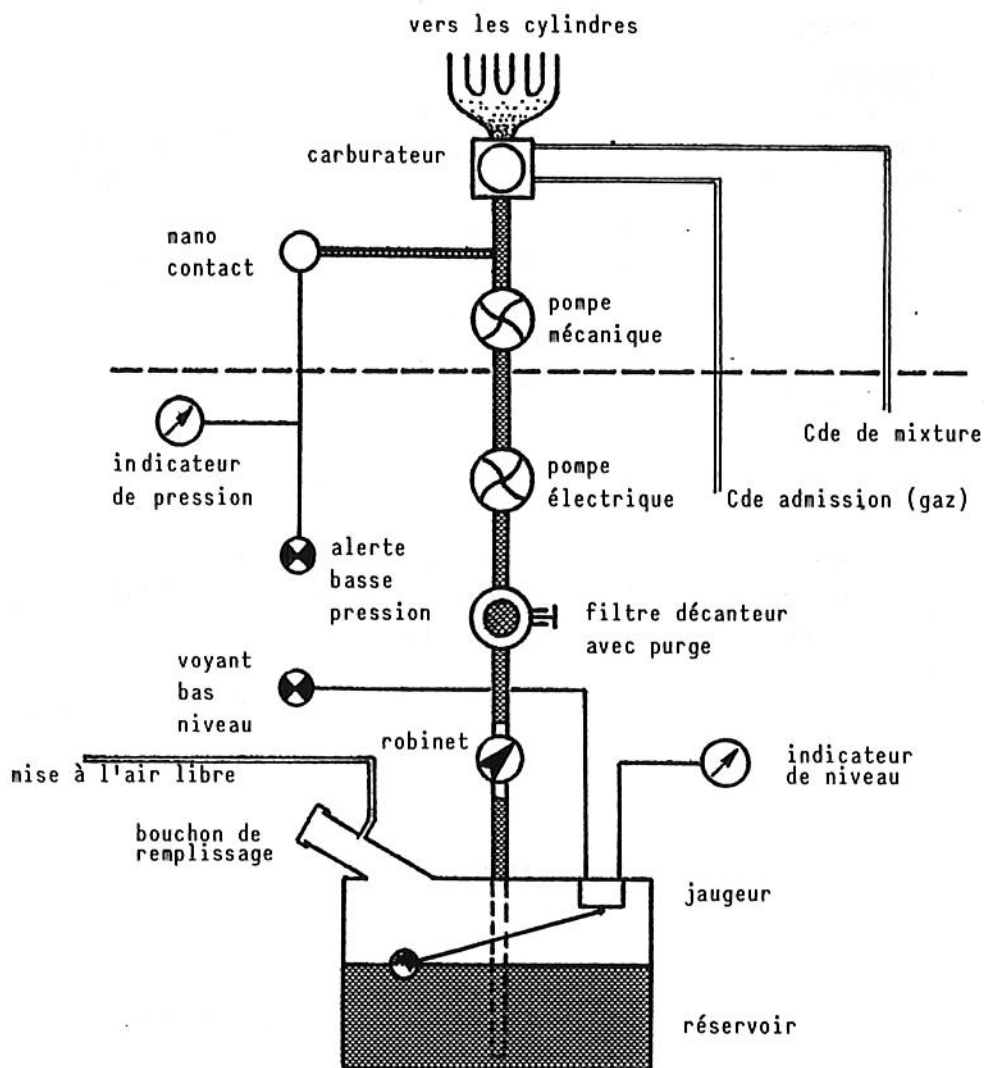 vers les cylindres
carburateur
mano
contact
pompe
mécanique
Cde de mixture
indicateur
de pression
pompe
électrique
Cde admission (gaz)
alerte
basse
pression
filtre décanteur
avec purge
voyant
bas
niveau
robinet
indicateur
de niveau
mise à l'air libre
bouchon de
remplissage
jaugeur
réservoir